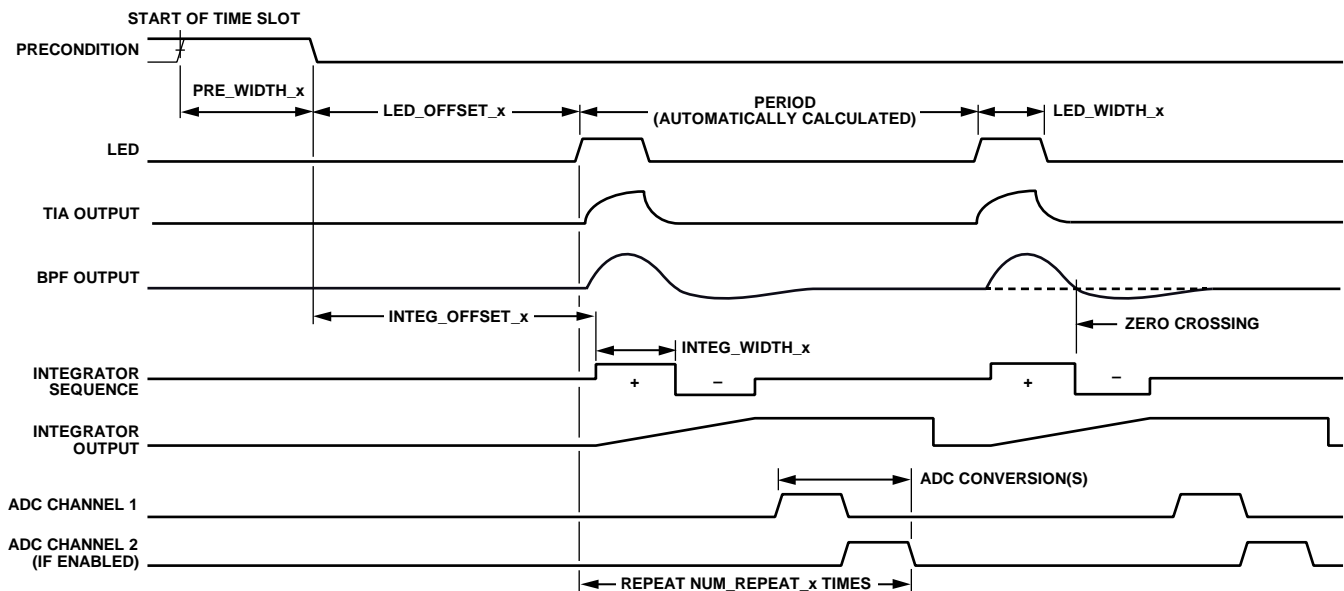 START OF TIME SLOT
PRECONDITION
PRE_WIDTH_x
LED_OFFSET_x
PERIOD
(AUTOMATICALLY CALCULATED)
LED_WIDTH_x
LED
TIA OUTPUT
BPF OUTPUT
INTEG_OFFSET_x
ZERO CROSSING
INTEG_WIDTH_x
INTEGRATOR
SEQUENCE
+
–
+
–
INTEGRATOR
OUTPUT
ADC CONVERSION(S)
ADC CHANNEL 1
ADC CHANNEL 2
(IF ENABLED)
REPEAT NUM_REPEAT_x TIMES